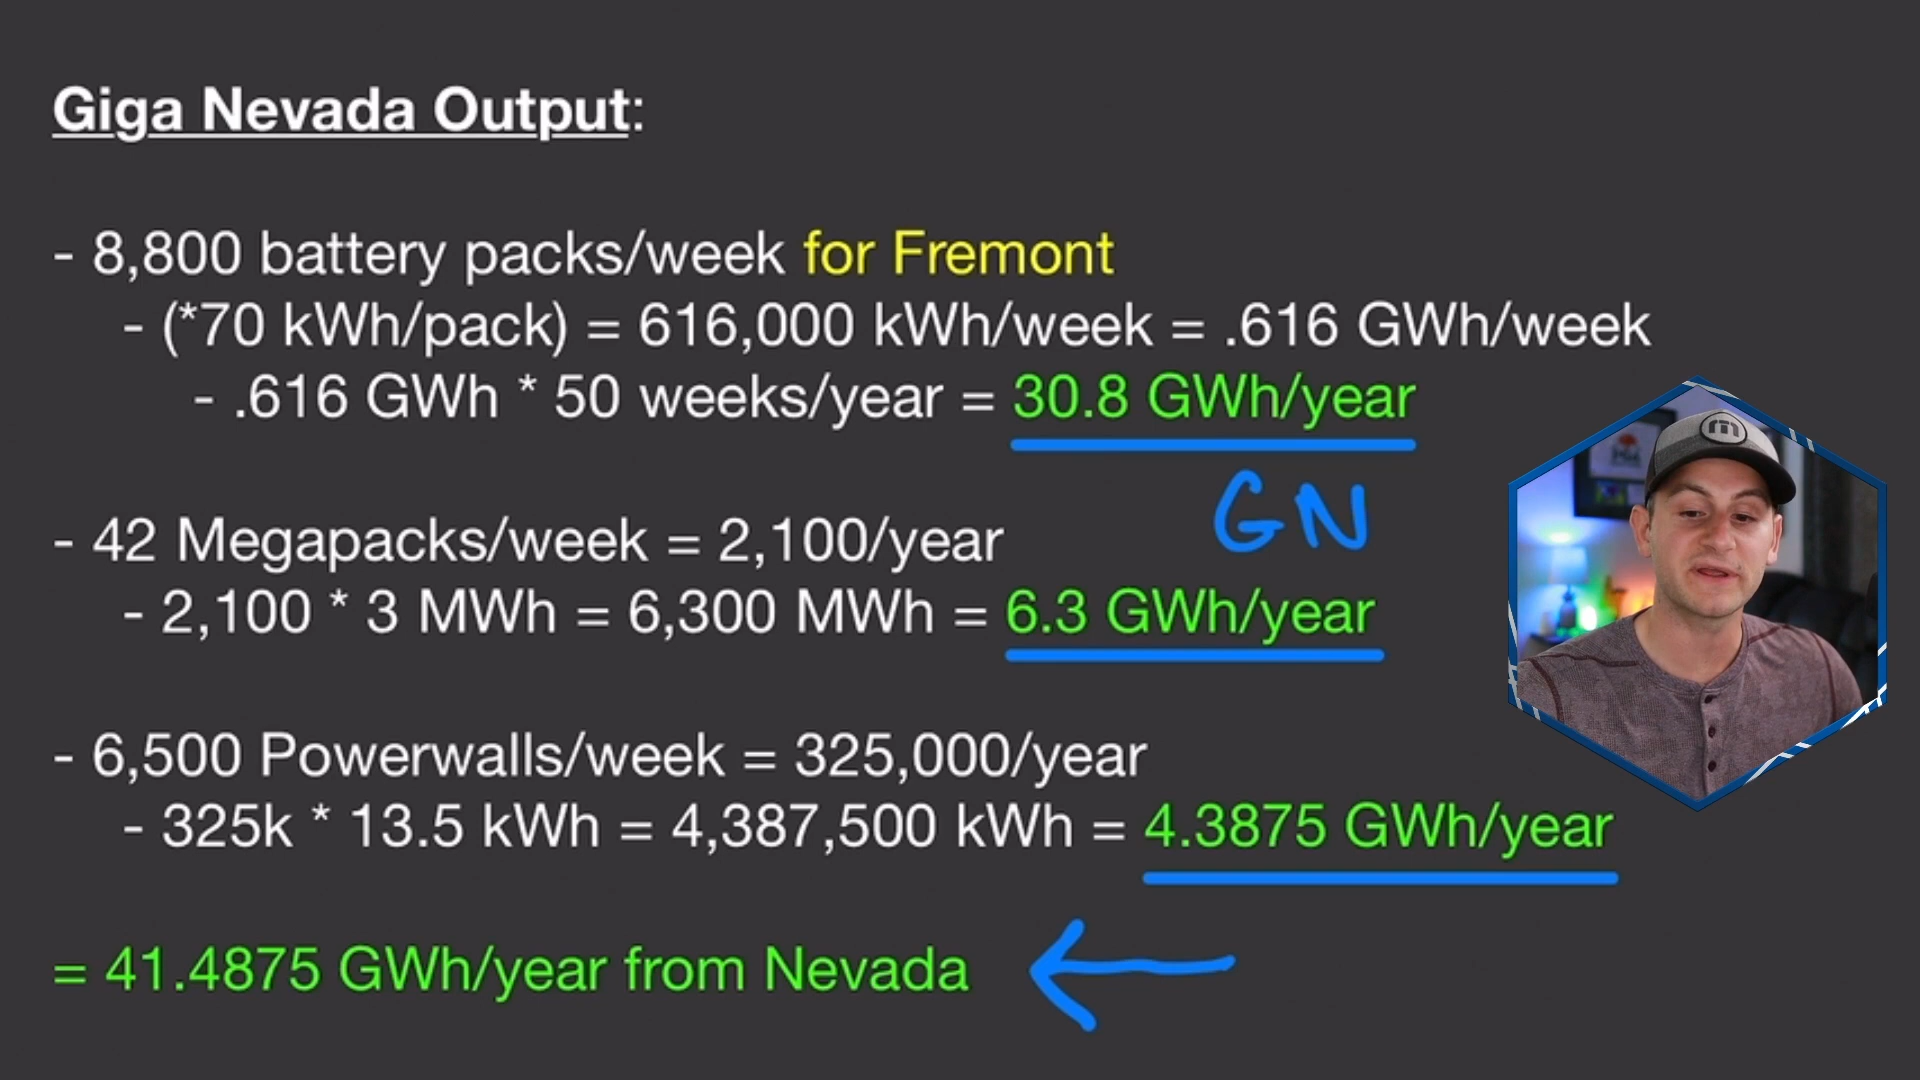 Giga Nevada Output:
- 8,800 battery packs/week for Fremont
- (*70 kWh/pack) = 616,000 kWh/week = .616 GWh/week
- .616 GWh * 50 weeks/year = 30.8 GWh/year
GN
- 42 Megapacks/week = 2,100/year
- 2,100 * 3 MWh = 6,300 MWh = 6.3 GWh/year
- 6,500 Powerwalls/week = 325,000/year
- 325k * 13.5 kWh = 4,387,500 kWh = 4.3875 GWh/year
= 41.4875 GWh/year from Nevada